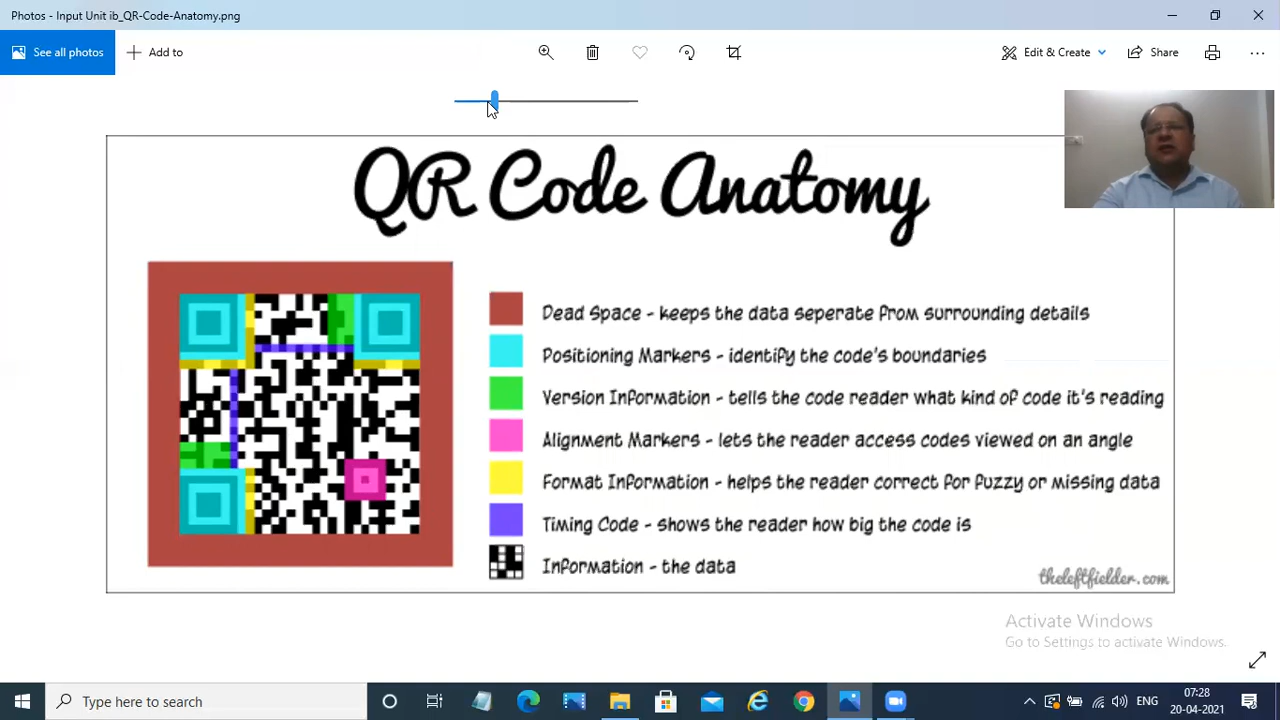 Photos - Input Unit ib_QR-Code-Anatomy.png
See all photos
Add to
Edit & Create
Share
QR Code Anatomy
Dead Space - keeps the data seperate from surrounding details
Positioning Markers - identify the code's boundaries
Version Information - tells the code reader what kind of code it's reading
Alignment Markers - lets the reader access codes viewed on an angle
Format Information - helps the reader correct for fuzzy or missing data
Timing Code - shows the reader how big the code is
Information - the data
theleftfielder.com
Activate Windows
Go to Settings to activate Windows.
Type here to search
ENG
07:28
20-04-2021